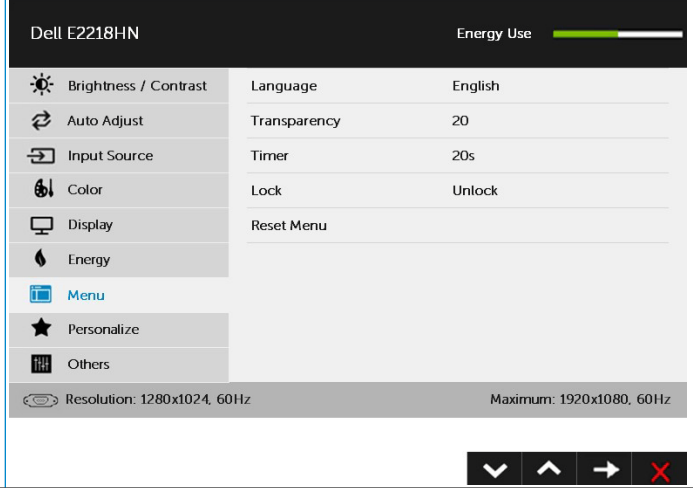 Dell E2218HN Energy Use
Brightness / Contrast Language English
Auto Adjust Transparency 20
Input Source Timer 20s
Color Lock Unlock
Display Reset Menu
Energy
Menu
Personalize
Others
Resolution: 1280x1024, 60Hz Maximum: 1920x1080, 60Hz